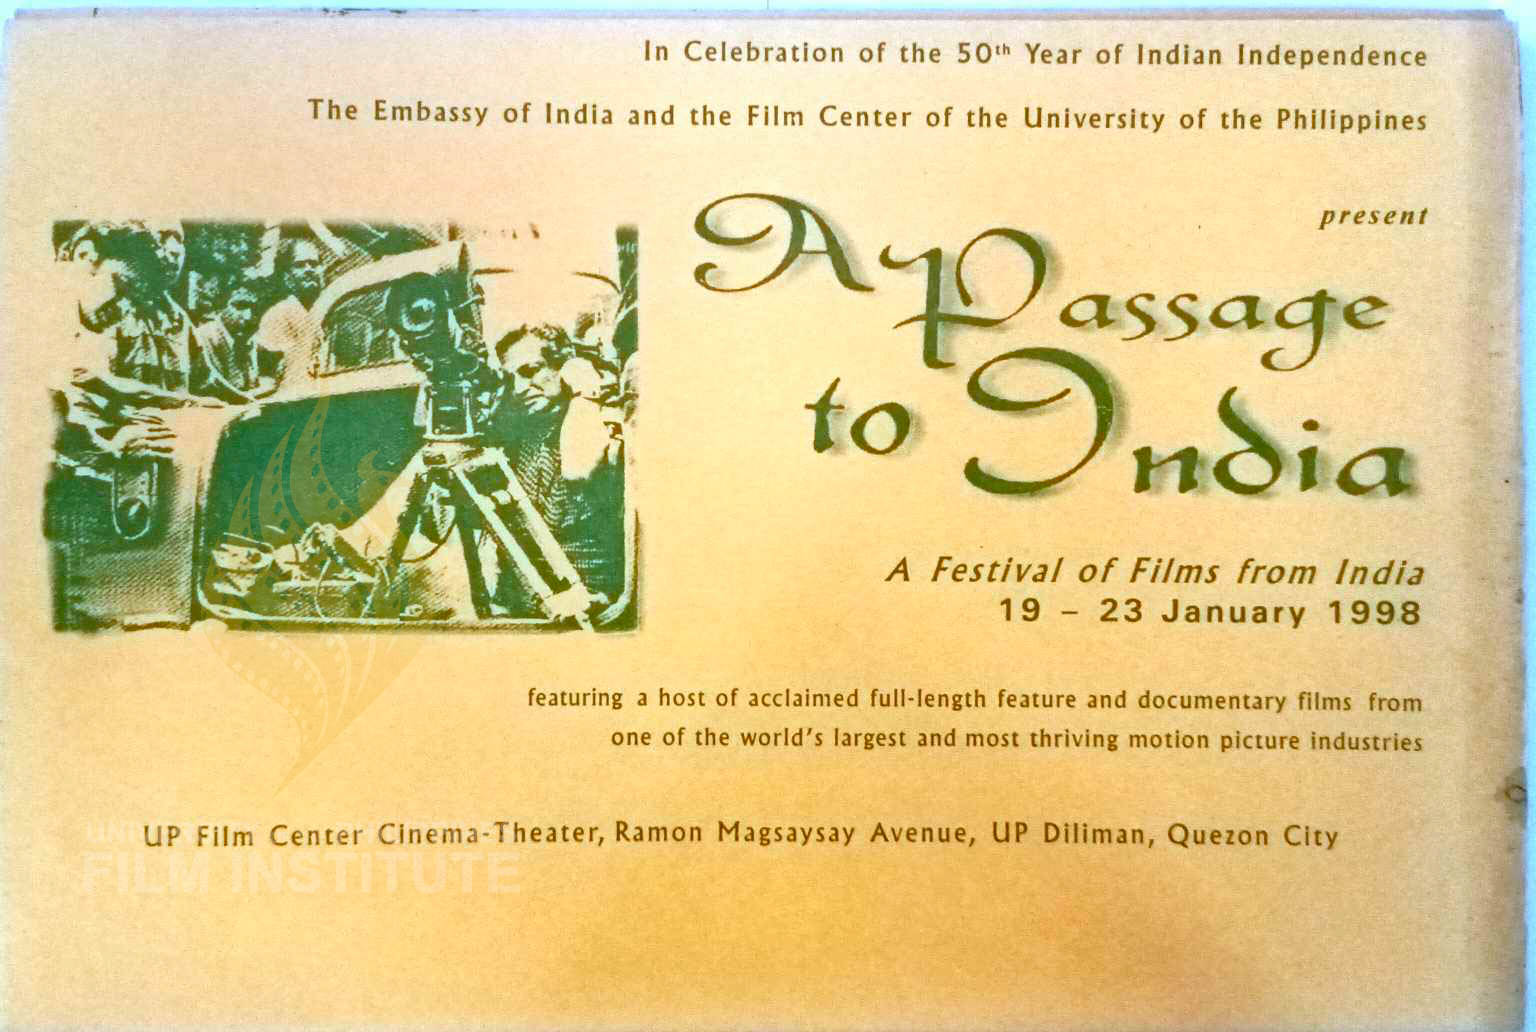 In Celebration of the 50th Year of Indian Independence
The Embassy of India and the Film Center of the University of the Philippines
present
A Passage
to India
A Festival of Films from India
19 – 23 January 1998
featuring a host of acclaimed full-length feature and documentary films from
one of the world's largest and most thriving motion picture industries
UP Film Center Cinema-Theater, Ramon Magsaysay Avenue, UP Diliman, Quezon City
FILM INSTITUTE